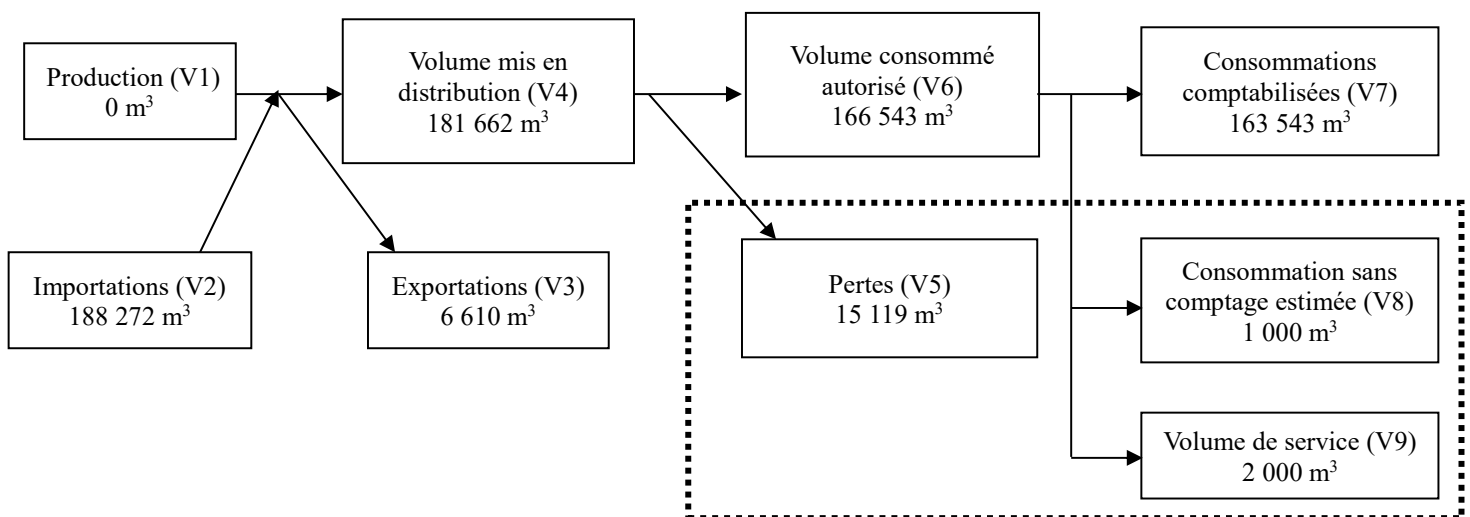 Production (V1)
0 m³
Volume mis en
distribution (V4)
181 662 m³
Volume consommé
autorisé (V6)
166 543 m³
Consommations
comptabilisées (V7)
163 543 m³
Importations (V2)
188 272 m³
Exportations (V3)
6 610 m³
Pertes (V5)
15 119 m³
Consommation sans
comptage estimée (V8)
1 000 m³
Volume de service (V9)
2 000 m³